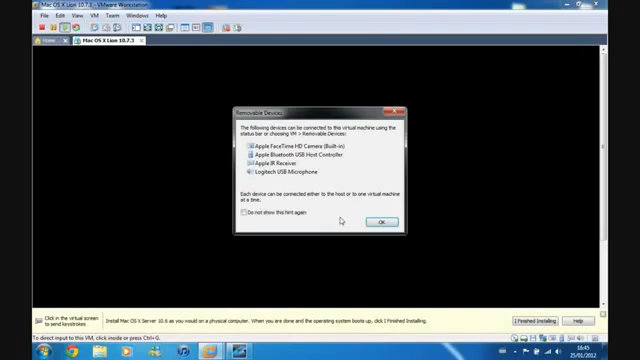 Mac OS X Lion 10.7.3 - VMware Workstation
File Edit View VM Team Windows Help
Home
Mac OS X Lion 10.7.3
Removable Devices
The following devices can be connected to this virtual machine using the
status bar or choosing VM > Removable Devices:
Apple FaceTime HD Camera (Built-in)
Apple Bluetooth USB Host Controller
Apple IR Receiver
Logitech USB Microphone
Each device can be connected either to the host or to one virtual machine
at a time.
Do not show this hint again
OK
Click in the virtual screen
to send keystrokes
Install Mac OS X Server 10.6 as you would on a physical computer. When you are done and the operating system boots up, click I Finished Installing.
I Finished Installing
Help
To direct input to this VM, click inside or press Ctrl+G.
18:45
25/01/2012